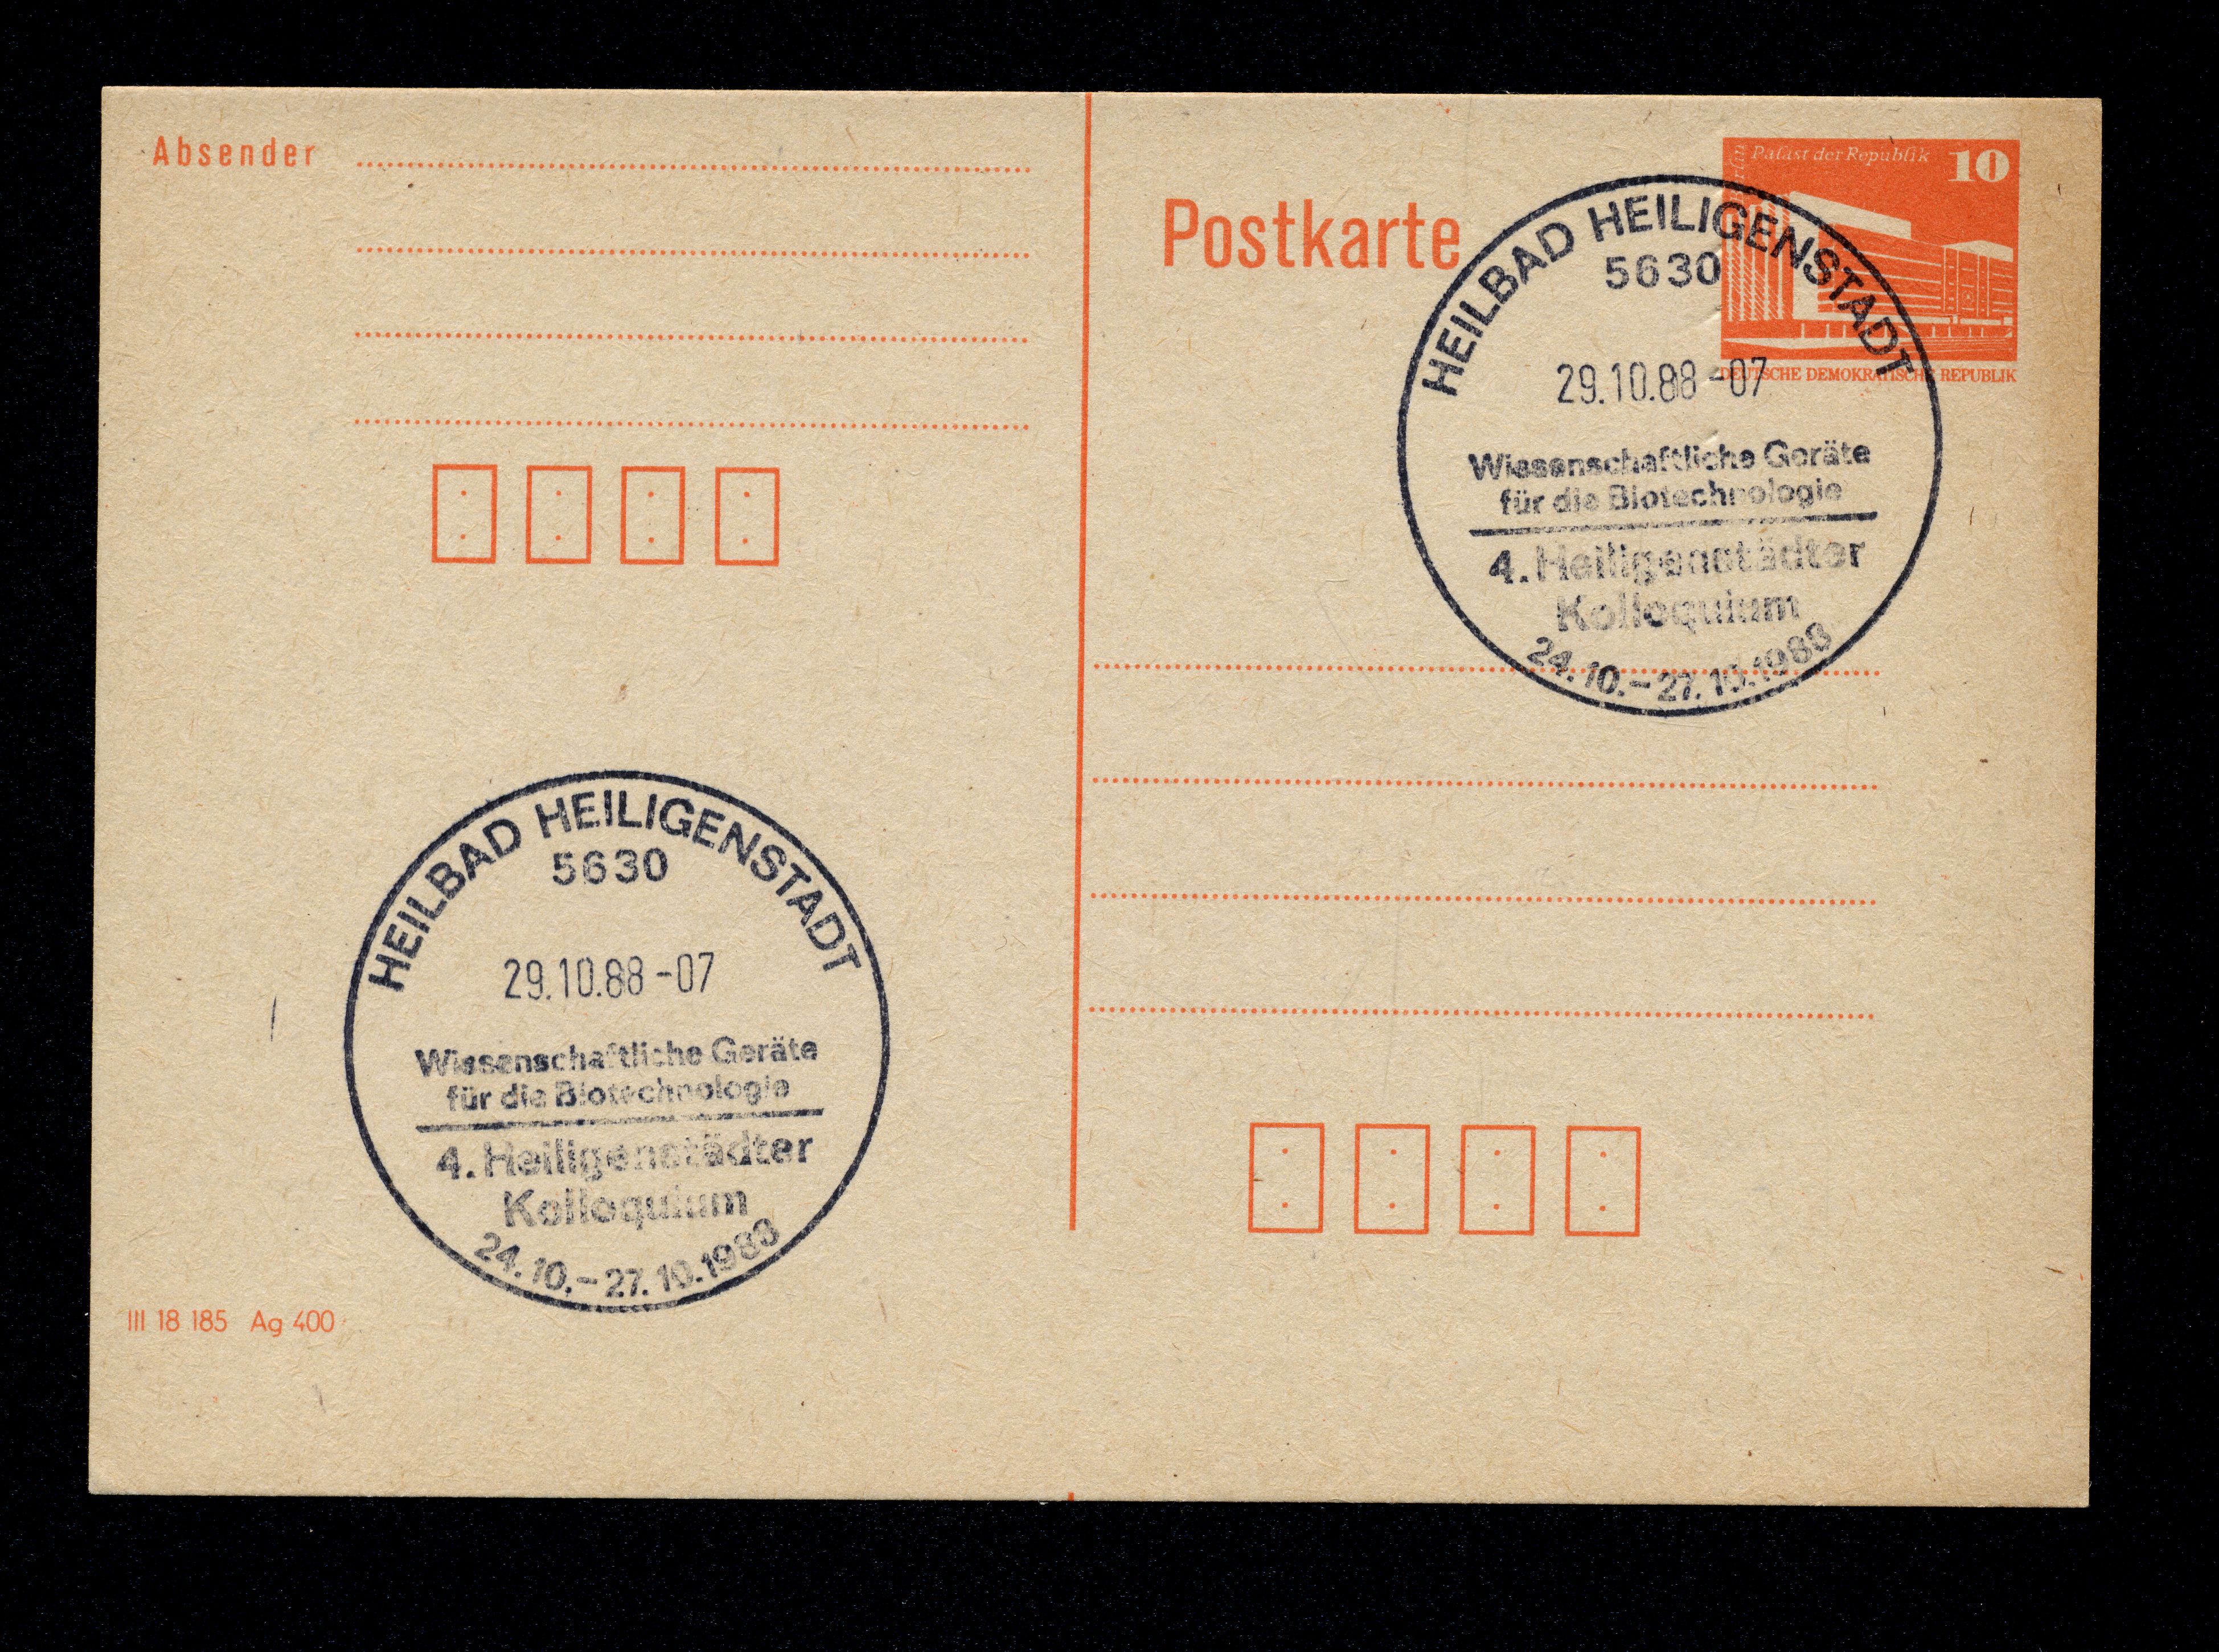 Absender
Postkarte
Palast der Republik 10
DEUTSCHE DEMOKRATISCHE REPUBLIK
HEILBAD HEILIGENSTADT
5630
29.10.88-07
Wissenschaftliche Geräte
für die Biotechnologie
4. Heiligenstädter
Kolloquium
24.10.-27.10.1988
HEILBAD HEILIGENSTADT
5630
29.10.88-07
Wissenschaftliche Geräte
für die Biotechnologie
4. Heiligenstädter
Kolloquium
24.10.-27.10.1988
III 18 185 Ag 400